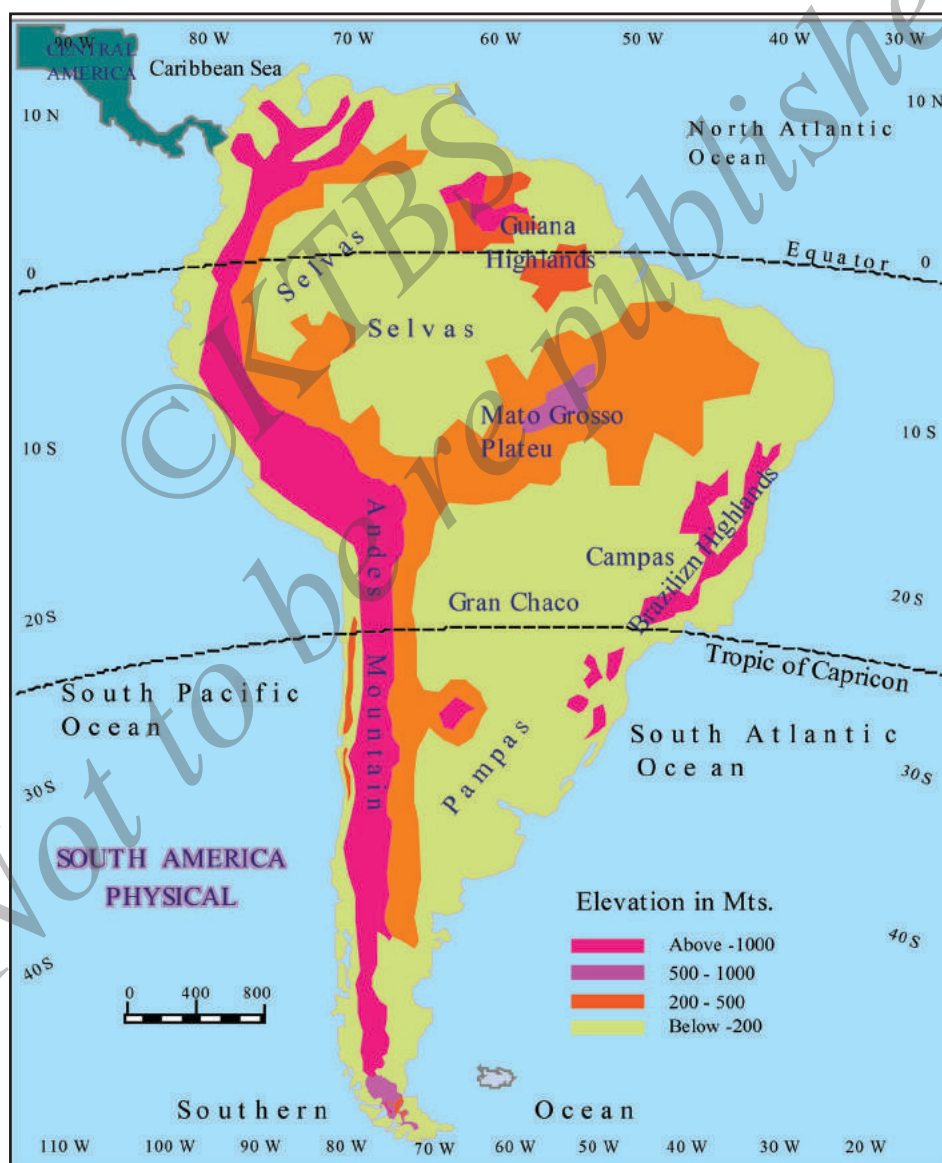 90 W 80 W 70 W 60 W 50 W 40 W 30 W
CENTRAL
AMERICA
Caribbean Sea
10 N
10 N
North Atlantic
Ocean
Guiana
Highlands
Equator
0
0
Selvas
Selvas
Mato Grosso
Plateu
10 S
10 S
Andes Mountain
Campas
Brazilizn Highlands
Gran Chaco
20 S
20 S
Tropic of Capricon
South Pacific
Ocean
South Atlantic
Ocean
Pampas
30 S
30 S
SOUTH AMERICA
PHYSICAL
Elevation in Mts.
Above -1000
500 - 1000
200 - 500
Below -200
40 S
40 S
0 400 800
Southern Ocean
110 W 100 W 90 W 80 W 70 W 60 W 50 W 40 W 30 W 20 W
©KTBS
Not to be republishe